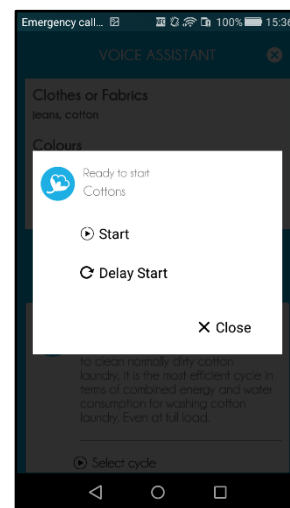 Emergency call... 100% 15:36
VOICE ASSISTANT
Clothes or Fabrics
jeans, cotton
Colours
Ready to start
Cottons
Start
Delay Start
Close
to clean normally dirty cotton
laundry. It is the most efficient cycle in
terms of combined energy and water
consumption for washing cotton
laundry. Even at full load.
Select cycle